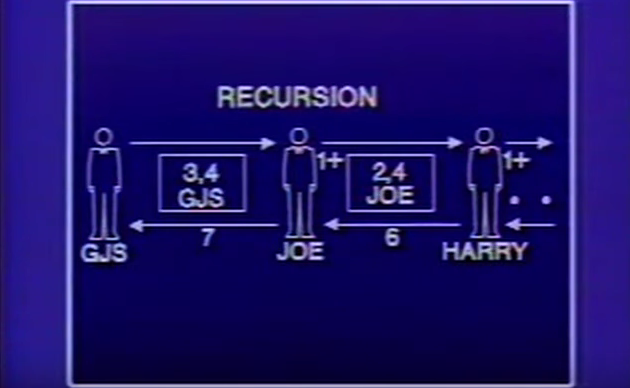 RECURSION
3,4
GJS
1+
2,4
JOE
1+
7
6
GJS
JOE
HARRY